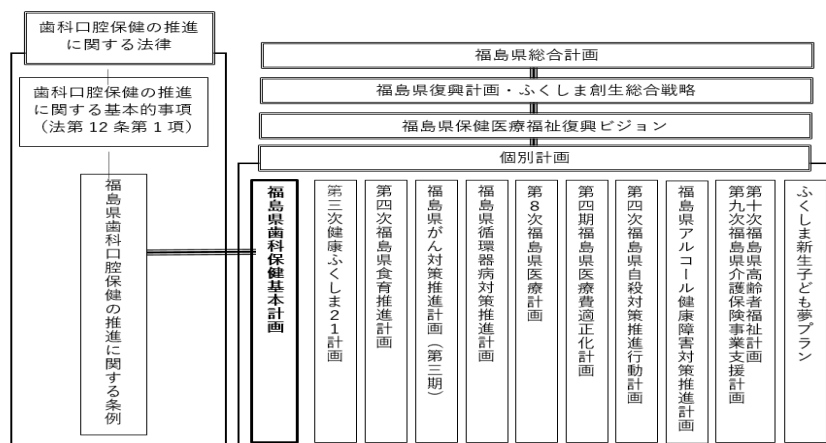 歯科口腔保健の推進
に関する法律
歯科口腔保健の推進
に関する基本的事項
（法第12条第1項）
福島県歯科口腔保健の推進に関する条例
福島県総合計画
福島県復興計画・ふくしま創生総合戦略
福島県保健医療福祉復興ビジョン
個別計画
福島県歯科保健基本計画
第三次健康ふくしま２１計画
第四次福島県食育推進計画
福島県がん対策推進計画（第三期）
福島県循環器病対策推進計画
第８次福島県医療計画
第四期福島県医療費適正化計画
第四次福島県自殺対策推進行動計画
福島県アルコール健康障害対策推進計画
第十次福島県高齢者福祉計画
第九次福島県介護保険事業支援計画
ふくしま新生子ども夢プラン